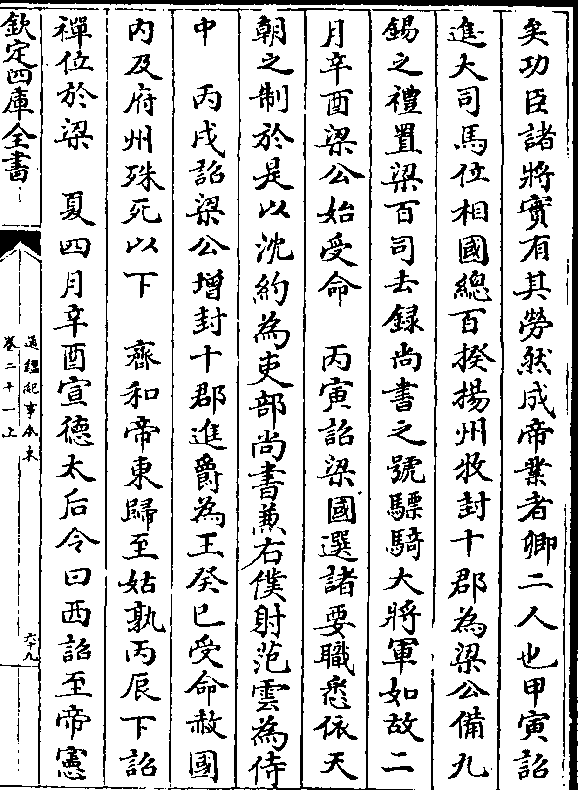 矣功臣諸將實有其勞然成帝業者卿二人也甲寅詔
進大司馬位相國總百揆揚州牧封十郡為梁公備九
錫之禮置梁百司去録尚書之號驃騎大將軍如故二
月辛酉梁公始受命　丙寅詔梁國選諸要職悉依天
朝之制於是以沈約為吏部尚書兼右僕射范雲為侍
中　丙戌詔梁公增封十郡進爵為王癸巳受命赦國
内及府州殊死以下　齊和帝東歸至姑孰丙辰下詔
禪位於梁　夏四月辛酉宣德太后令曰西詔至帝憲
欽定四庫全書
通鑑紀事本末
卷二十一上
六十九